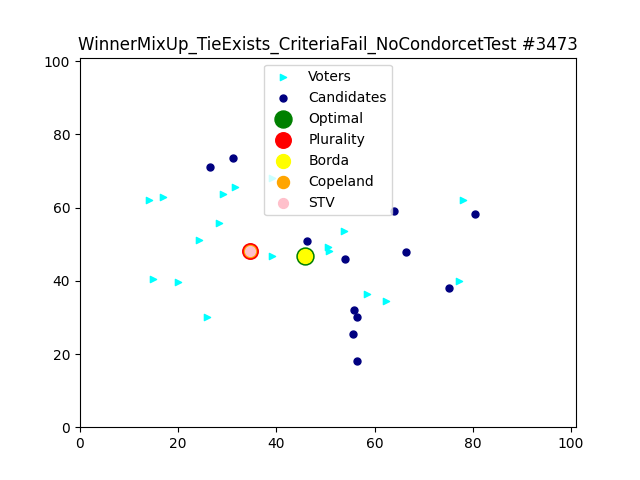 WinnerMixUp_TieExists_CriteriaFail_NoCondorcetTest #3473
100
80
60
40
20
0
Voters
Candidates
Optimal
Plurality
Borda
Copeland
STV
0 20 40 60 80 100